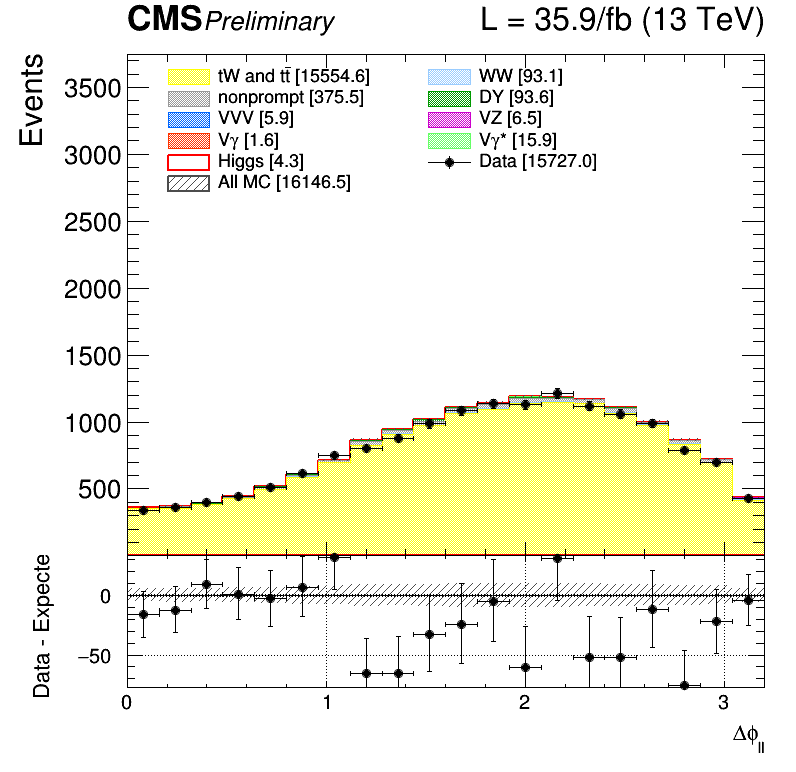 CMS Preliminary L = 35.9/fb (13 TeV)
Events
3500
3000
2500
2000
1500
1000
500
tW and tt̄ [15554.6]
nonprompt [375.5]
VVV [5.9]
Vγ [1.6]
Higgs [4.3]
All MC [16146.5]
WW [93.1]
DY [93.6]
VZ [6.5]
Vγ* [15.9]
Data [15727.0]
Data - Expecte
0
−50
0 1 2 3
Δϕll